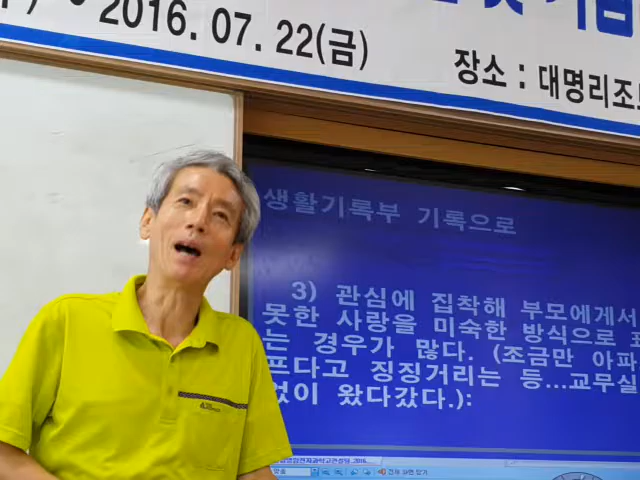 2016. 07. 22(금)
장소 : 대명리조
생활기록부 기록으로
3) 관심에 집착해 부모에게서
못한 사랑을 미숙한 방식으로
는 경우가 많다. (조금만 아파
프다고 징징거리는 등...교무실
없이 왔다갔다.):